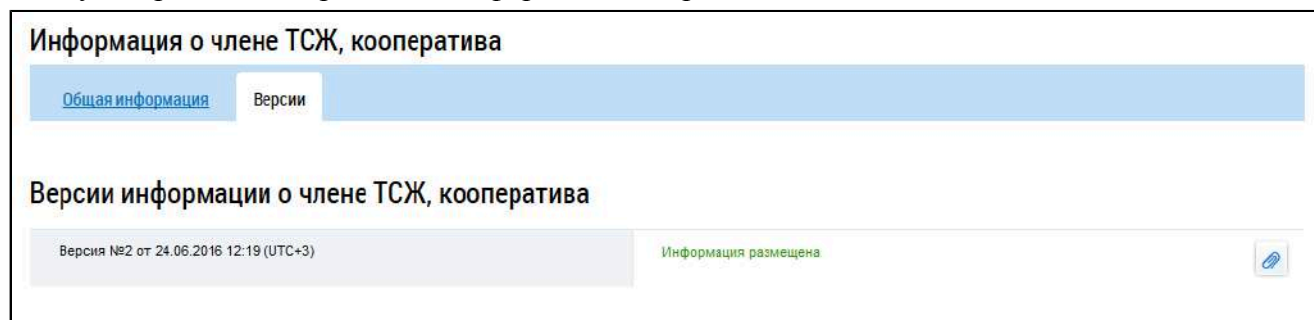 Информация о члене ТСЖ, кооператива
Общая информация Версии
Версии информации о члене ТСЖ, кооператива
Версия №2 от 24.06.2016 12:19 (UTC+3) Информация размещена